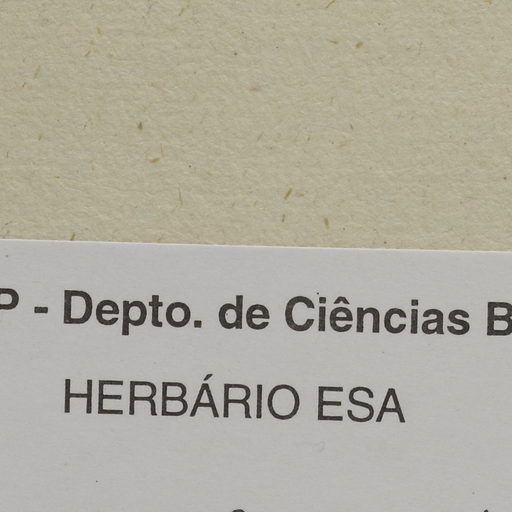 P - Depto. de Ciências B
HERBÁRIO ESA